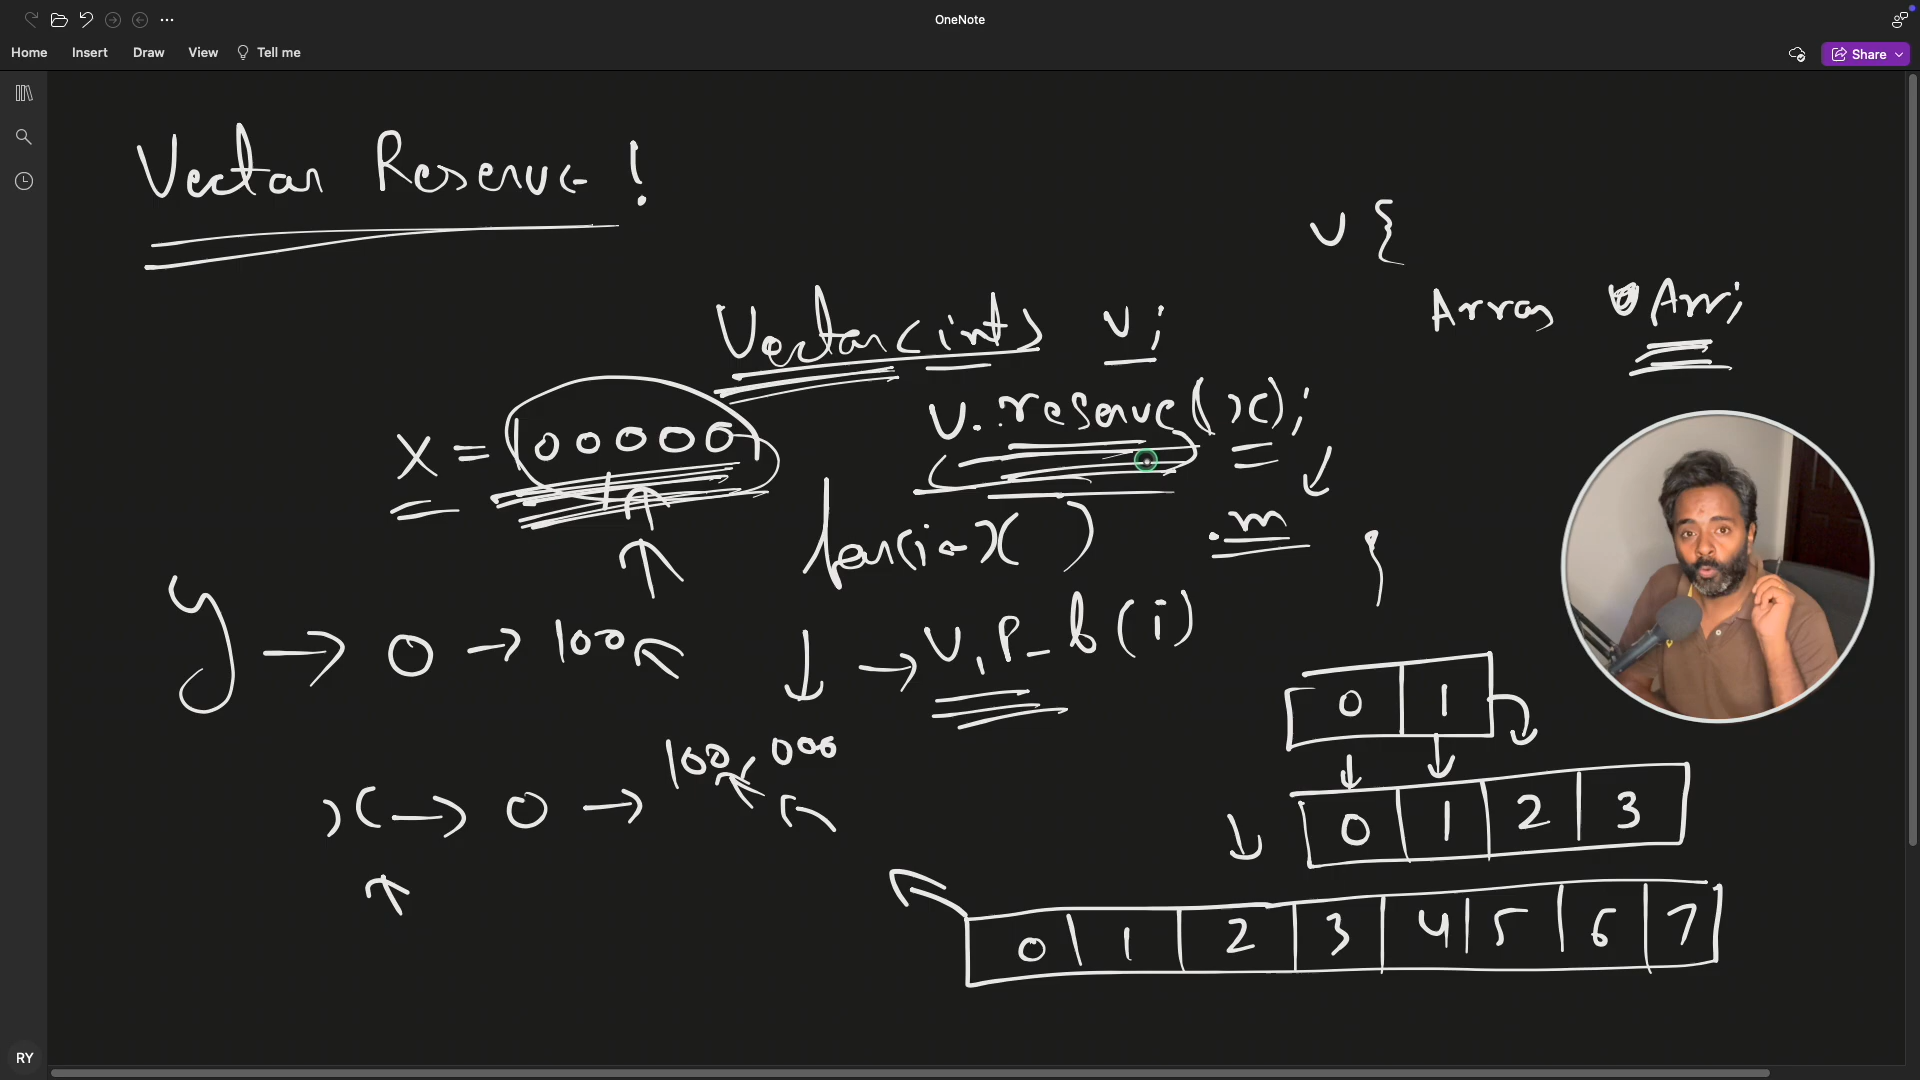 OneNote
Home Insert Draw View Tell me
Share
Vector Reserve !
v {
Array Arr;
Vector<int> v;
v.reserve(x);
x = 100000
for(i→x )
.m
}
y → 0 → 100
→ v.p_b(i)
0 1
x → 0 → 100,000
0 1 2 3
0 1 2 3 4 5 6 7
RY